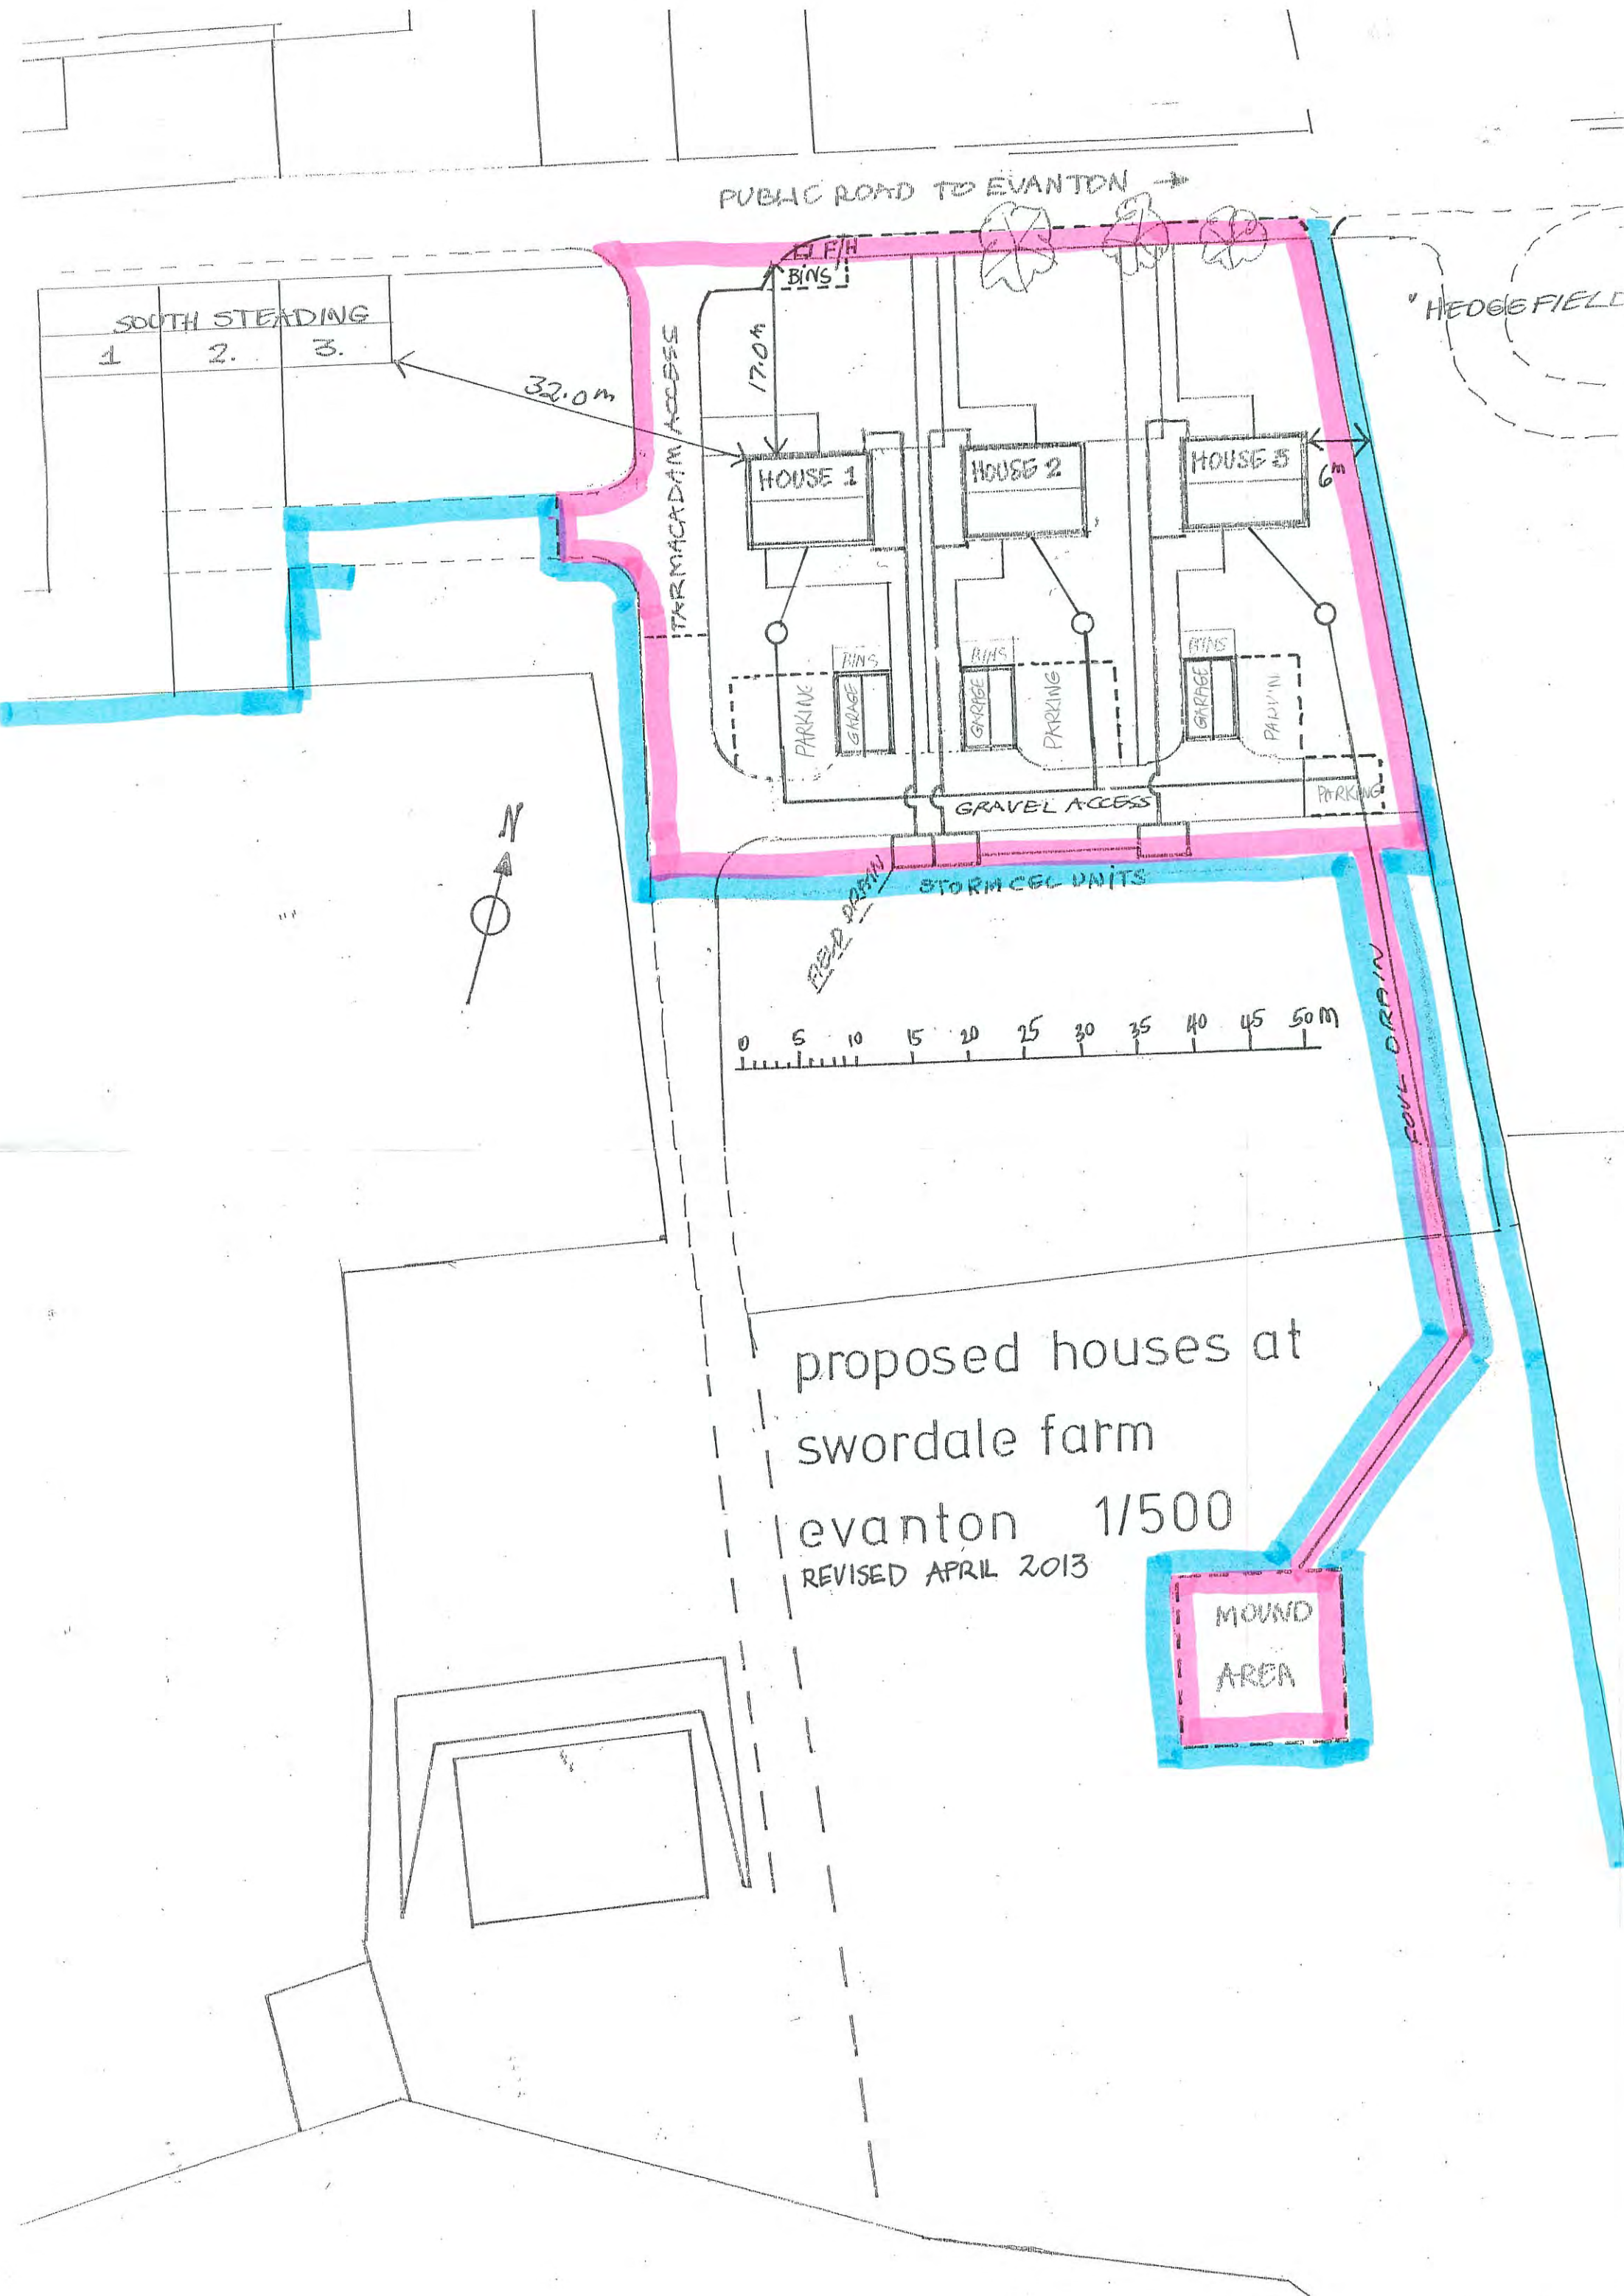 PUBLIC ROAD TO EVANTON →
F/H
BINS
"HEDGEFIELD
SOUTH STEADING
1 2. 3.
32.0m
TARMACADAM ACCESS
17.0m
HOUSE 1
HOUSE 2
HOUSE 3
6m
BINS
BINS
BINS
PARKING
GARAGE
GARAGE
PARKING
GARAGE
PARKING
GRAVEL ACCESS
N
FIELD DRAIN
STORMCEL UNITS
FOUL DRAIN
0 5 10 15 20 25 30 35 40 45 50m
proposed houses at
swordale farm
evanton 1/500
REVISED APRIL 2013
MOUND
AREA